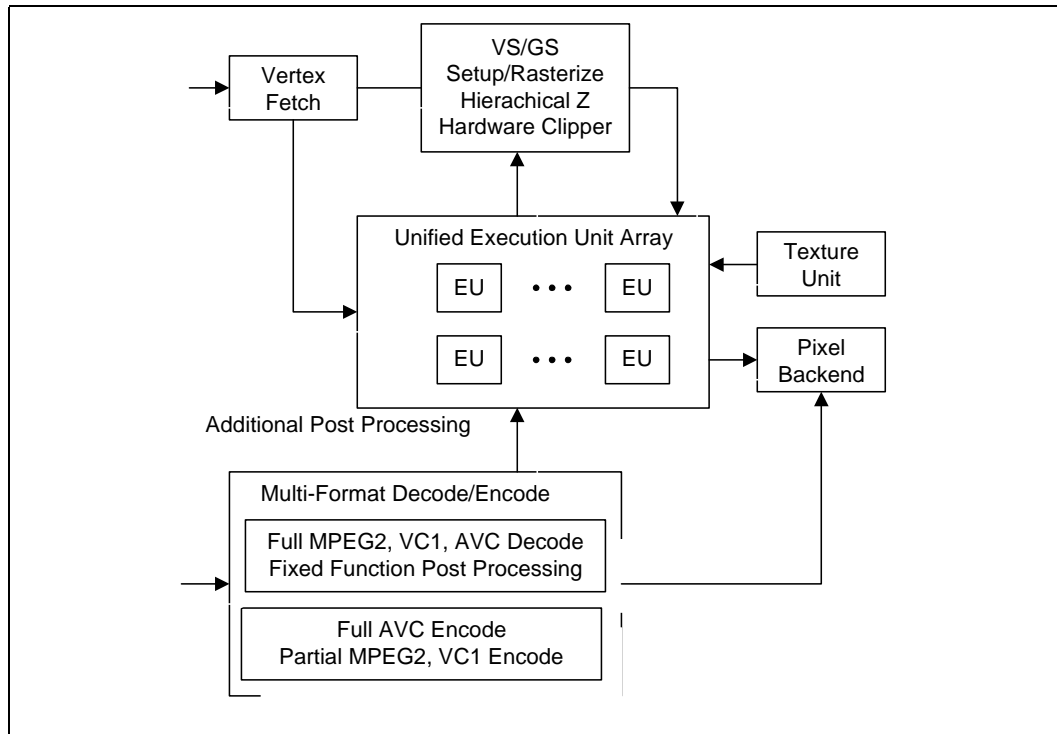 VS/GS
Setup/Rasterize
Hierachical Z
Hardware Clipper
Vertex
Fetch
Unified Execution Unit Array
EU
• • •
EU
EU
• • •
EU
Texture
Unit
Pixel
Backend
Additional Post Processing
Multi-Format Decode/Encode
Full MPEG2, VC1, AVC Decode
Fixed Function Post Processing
Full AVC Encode
Partial MPEG2, VC1 Encode